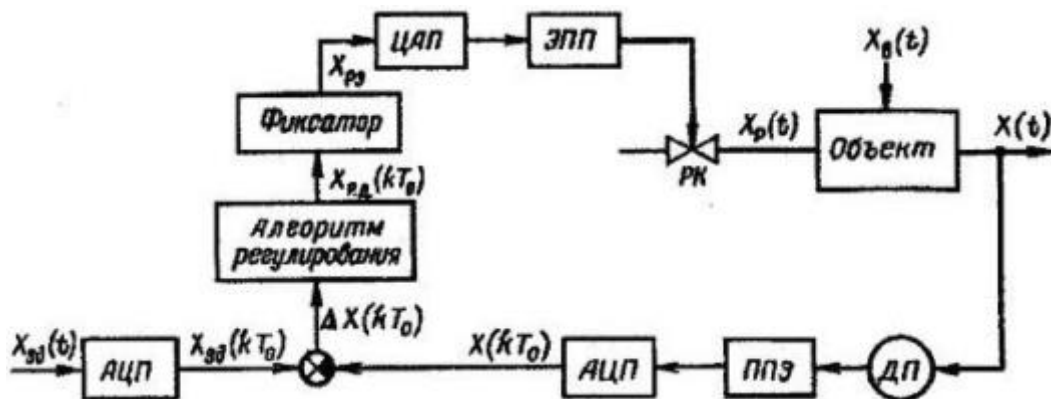 ЦАП
ЭПП
X_в(t)
X_рэ
Фиксатор
X_р(t)
Объект
X(t)
РК
X_р.д.(kT_0)
Алгоритм
регулирования
ΔX(kT_0)
X_зд(t)
АЦП
X_зд(kT_0)
X(kT_0)
АЦП
ППЭ
ДП